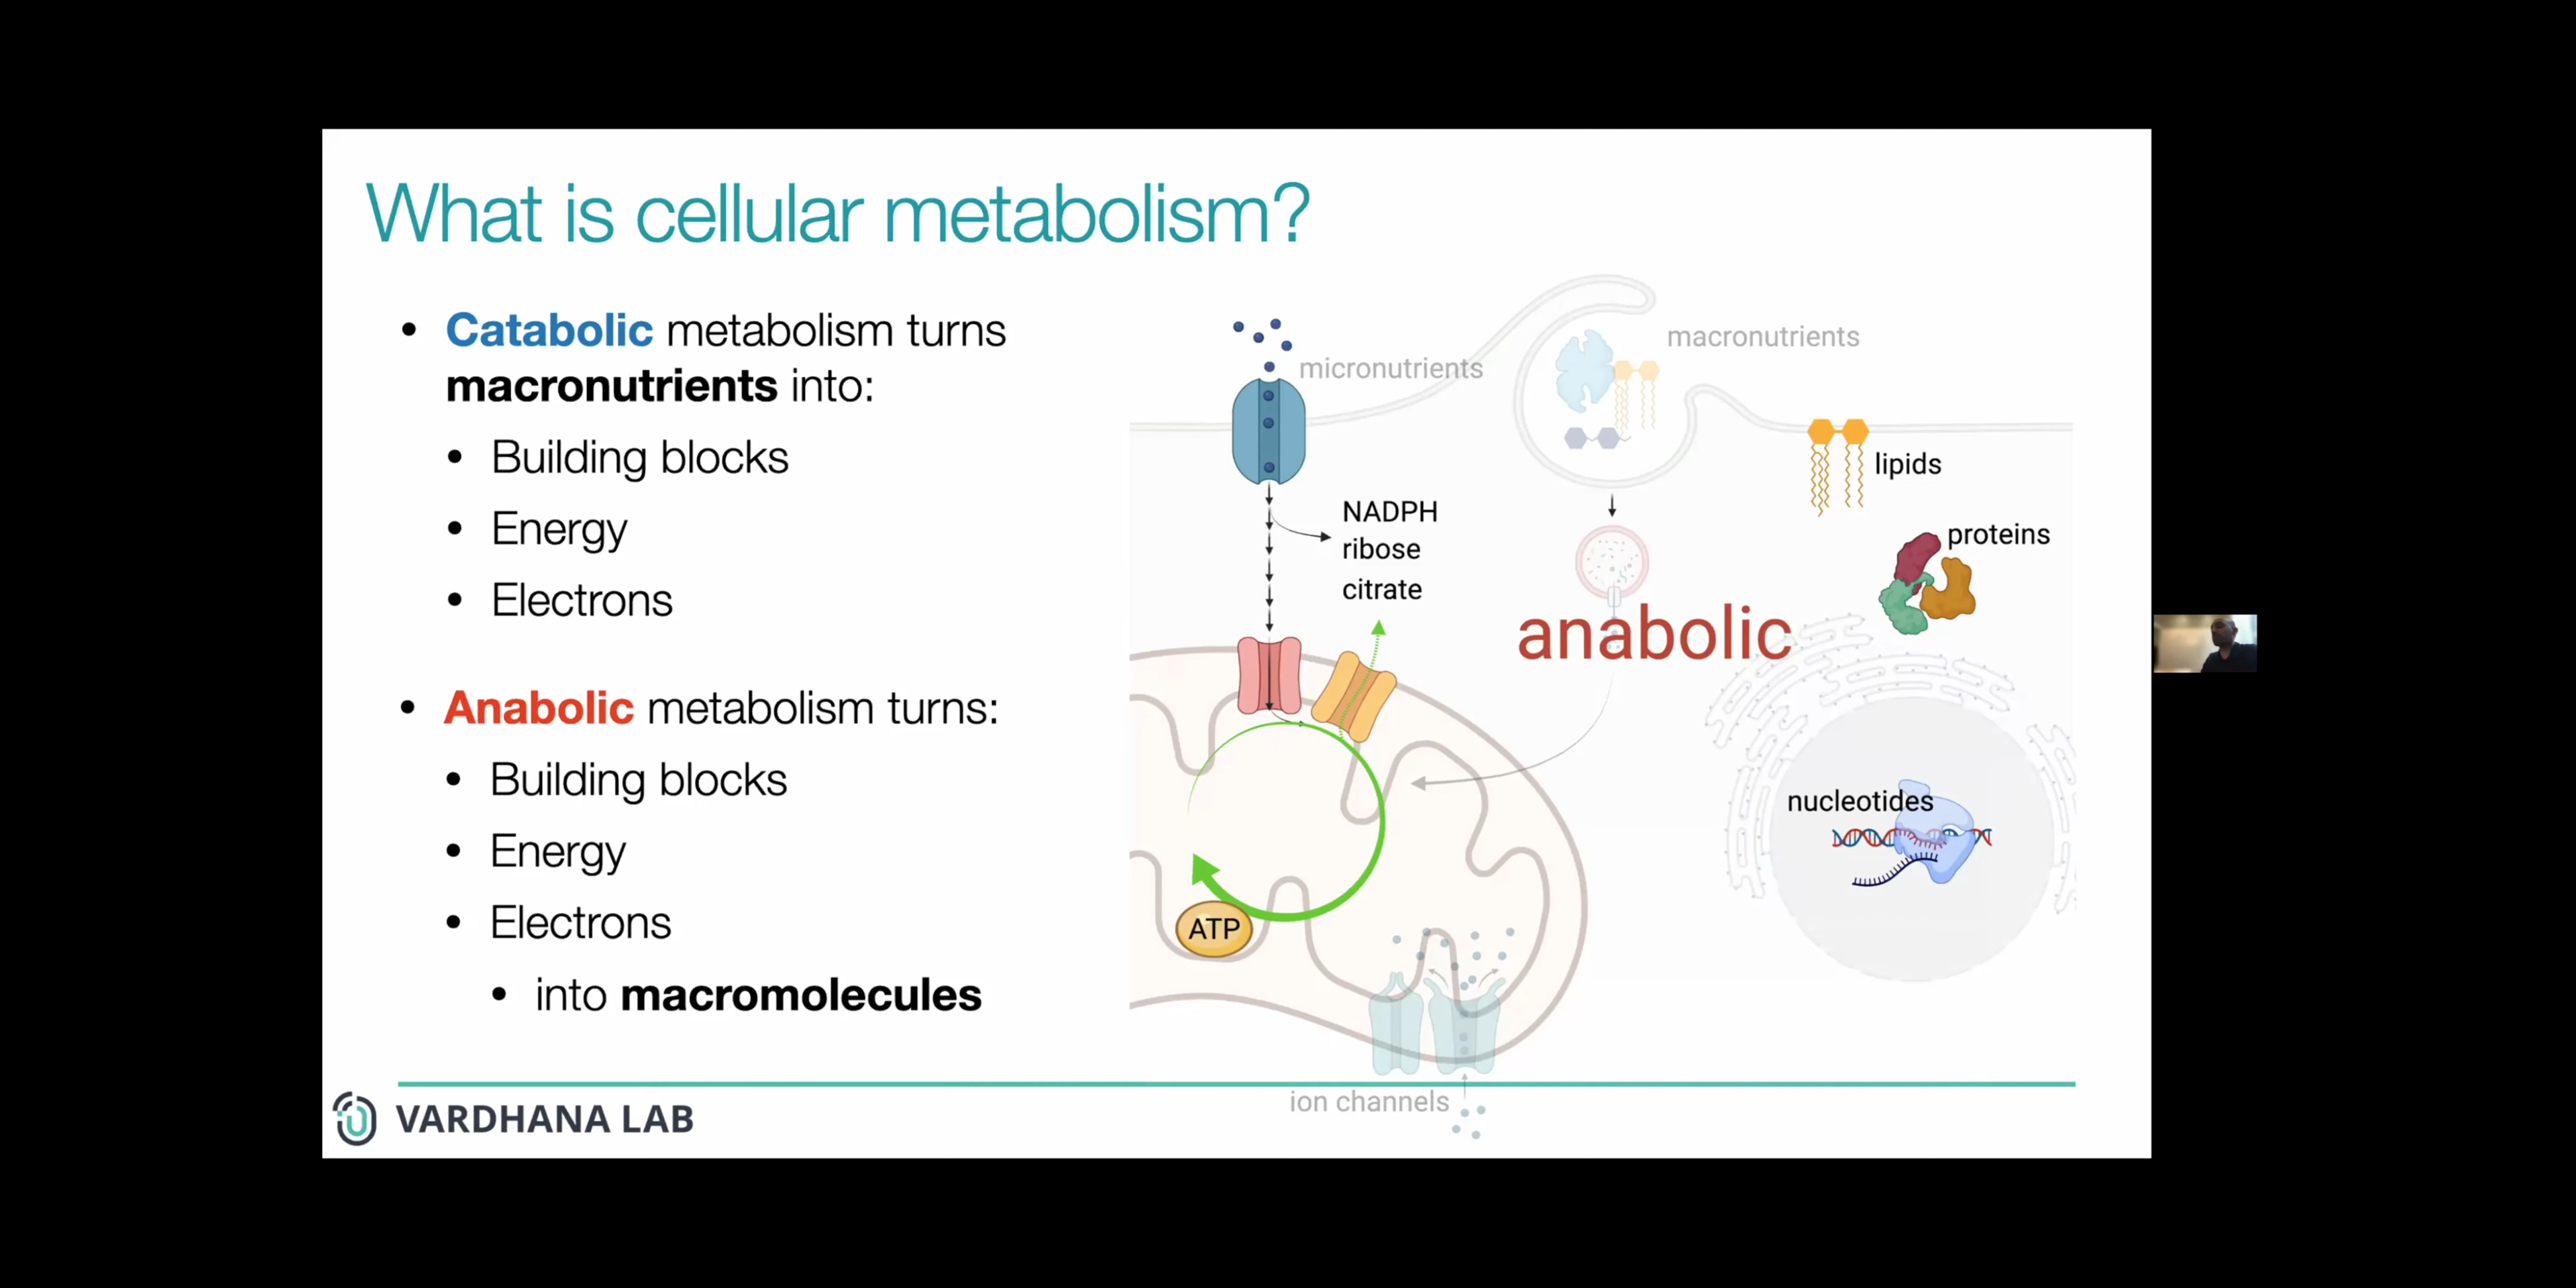 What is cellular metabolism?
• Catabolic metabolism turns
macronutrients into:
• Building blocks
• Energy
• Electrons
• Anabolic metabolism turns:
• Building blocks
• Energy
• Electrons
• into macromolecules
micronutrients
macronutrients
lipids
NADPH
ribose
citrate
proteins
anabolic
nucleotides
ATP
ion channels
VARDHANA LAB